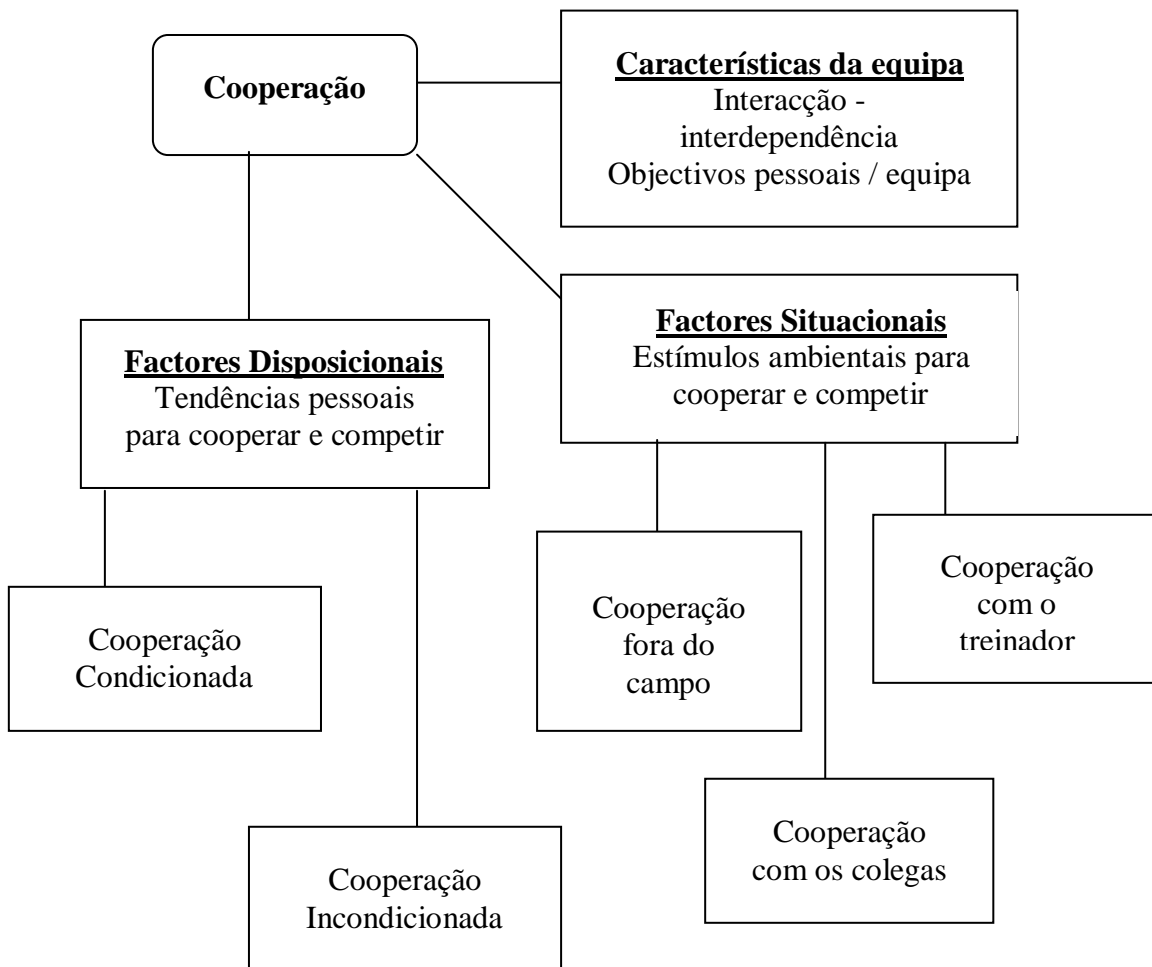 Cooperação
Características da equipa
Interacção -
interdependência
Objectivos pessoais / equipa
Factores Disposicionais
Tendências pessoais
para cooperar e competir
Factores Situacionais
Estímulos ambientais para
cooperar e competir
Cooperação
Condicionada
Cooperação
Incondicionada
Cooperação
fora do
campo
Cooperação
com os colegas
Cooperação
com o
treinador